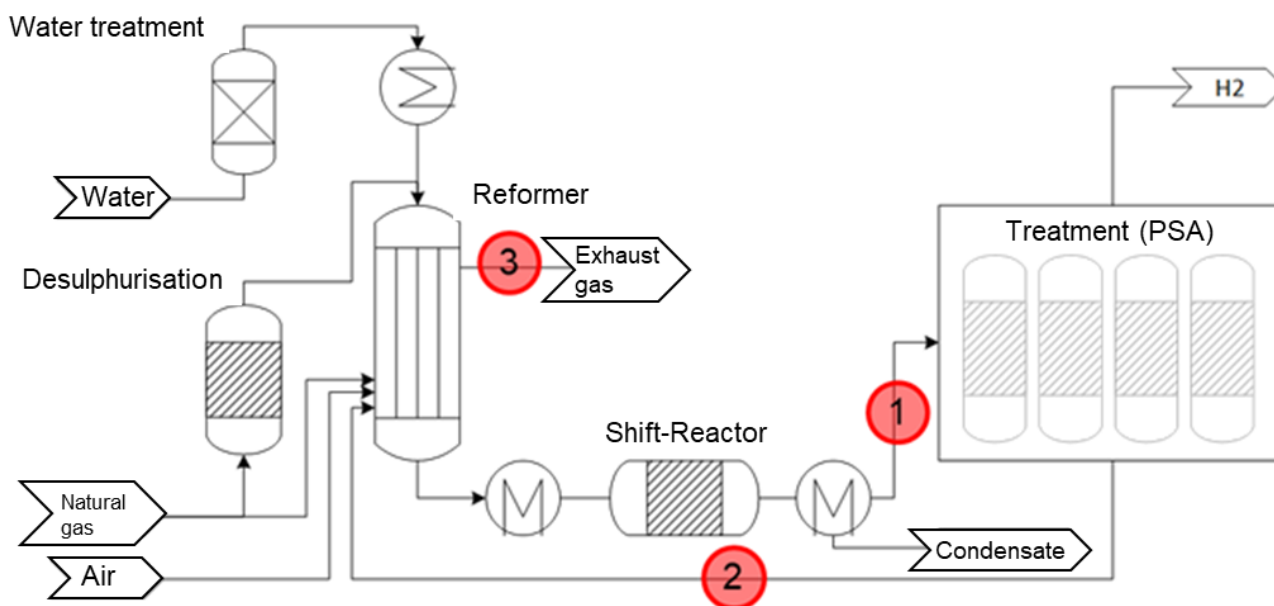 Water treatment
H2
Water
Reformer
Treatment (PSA)
3
Exhaust
gas
Desulphurisation
1
Shift-Reactor
Natural
gas
Condensate
Air
2